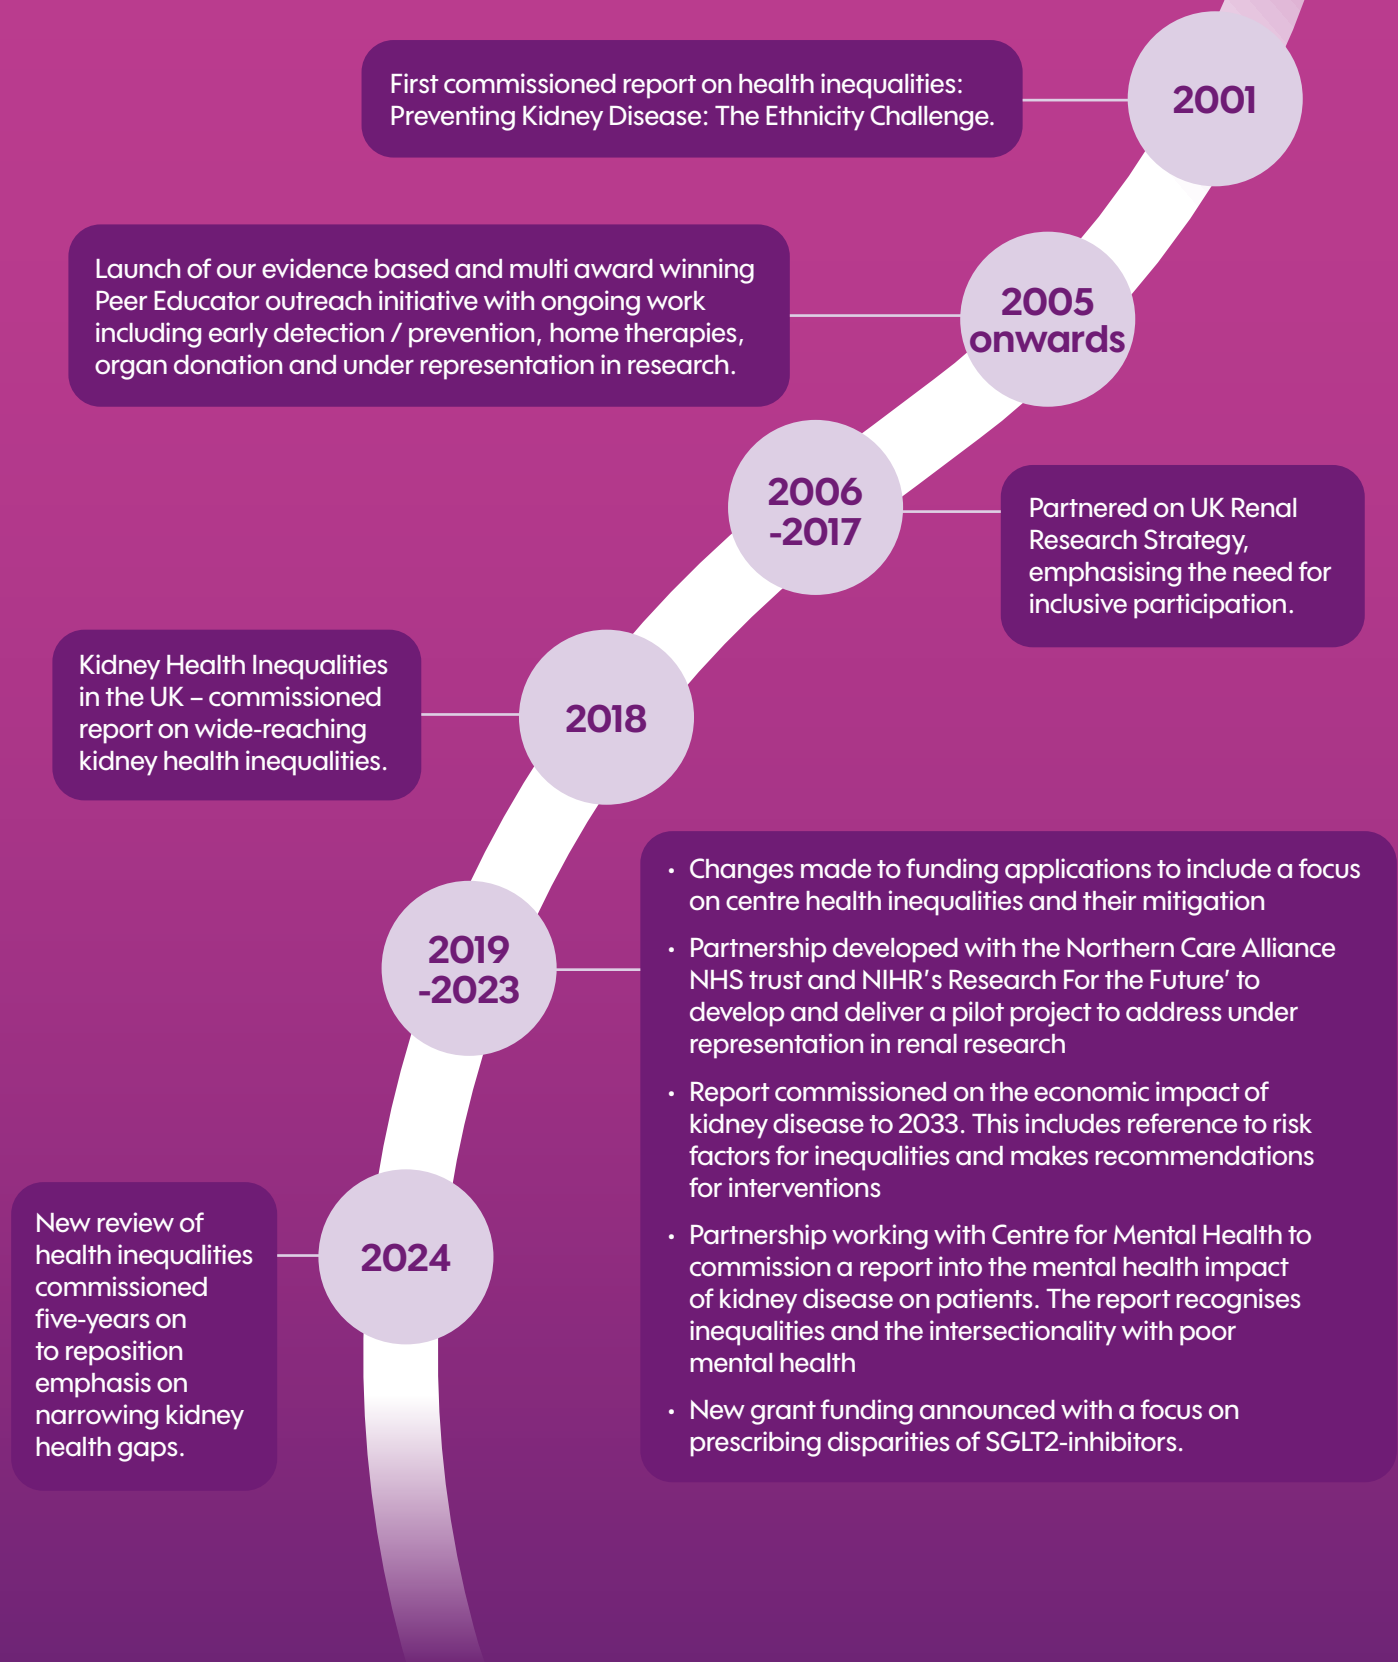 First commissioned report on health inequalities:
Preventing Kidney Disease: The Ethnicity Challenge.
2001
Launch of our evidence based and multi award winning
Peer Educator outreach initiative with ongoing work
including early detection / prevention, home therapies,
organ donation and under representation in research.
2005
onwards
2006
-2017
Partnered on UK Renal
Research Strategy,
emphasising the need for
inclusive participation.
Kidney Health Inequalities
in the UK – commissioned
report on wide-reaching
kidney health inequalities.
2018
2019
-2023
• Changes made to funding applications to include a focus
on centre health inequalities and their mitigation
• Partnership developed with the Northern Care Alliance
NHS trust and NIHR's Research For the Future' to
develop and deliver a pilot project to address under
representation in renal research
• Report commissioned on the economic impact of
kidney disease to 2033. This includes reference to risk
factors for inequalities and makes recommendations
for interventions
• Partnership working with Centre for Mental Health to
commission a report into the mental health impact
of kidney disease on patients. The report recognises
inequalities and the intersectionality with poor
mental health
• New grant funding announced with a focus on
prescribing disparities of SGLT2-inhibitors.
New review of
health inequalities
commissioned
five-years on
to reposition
emphasis on
narrowing kidney
health gaps.
2024